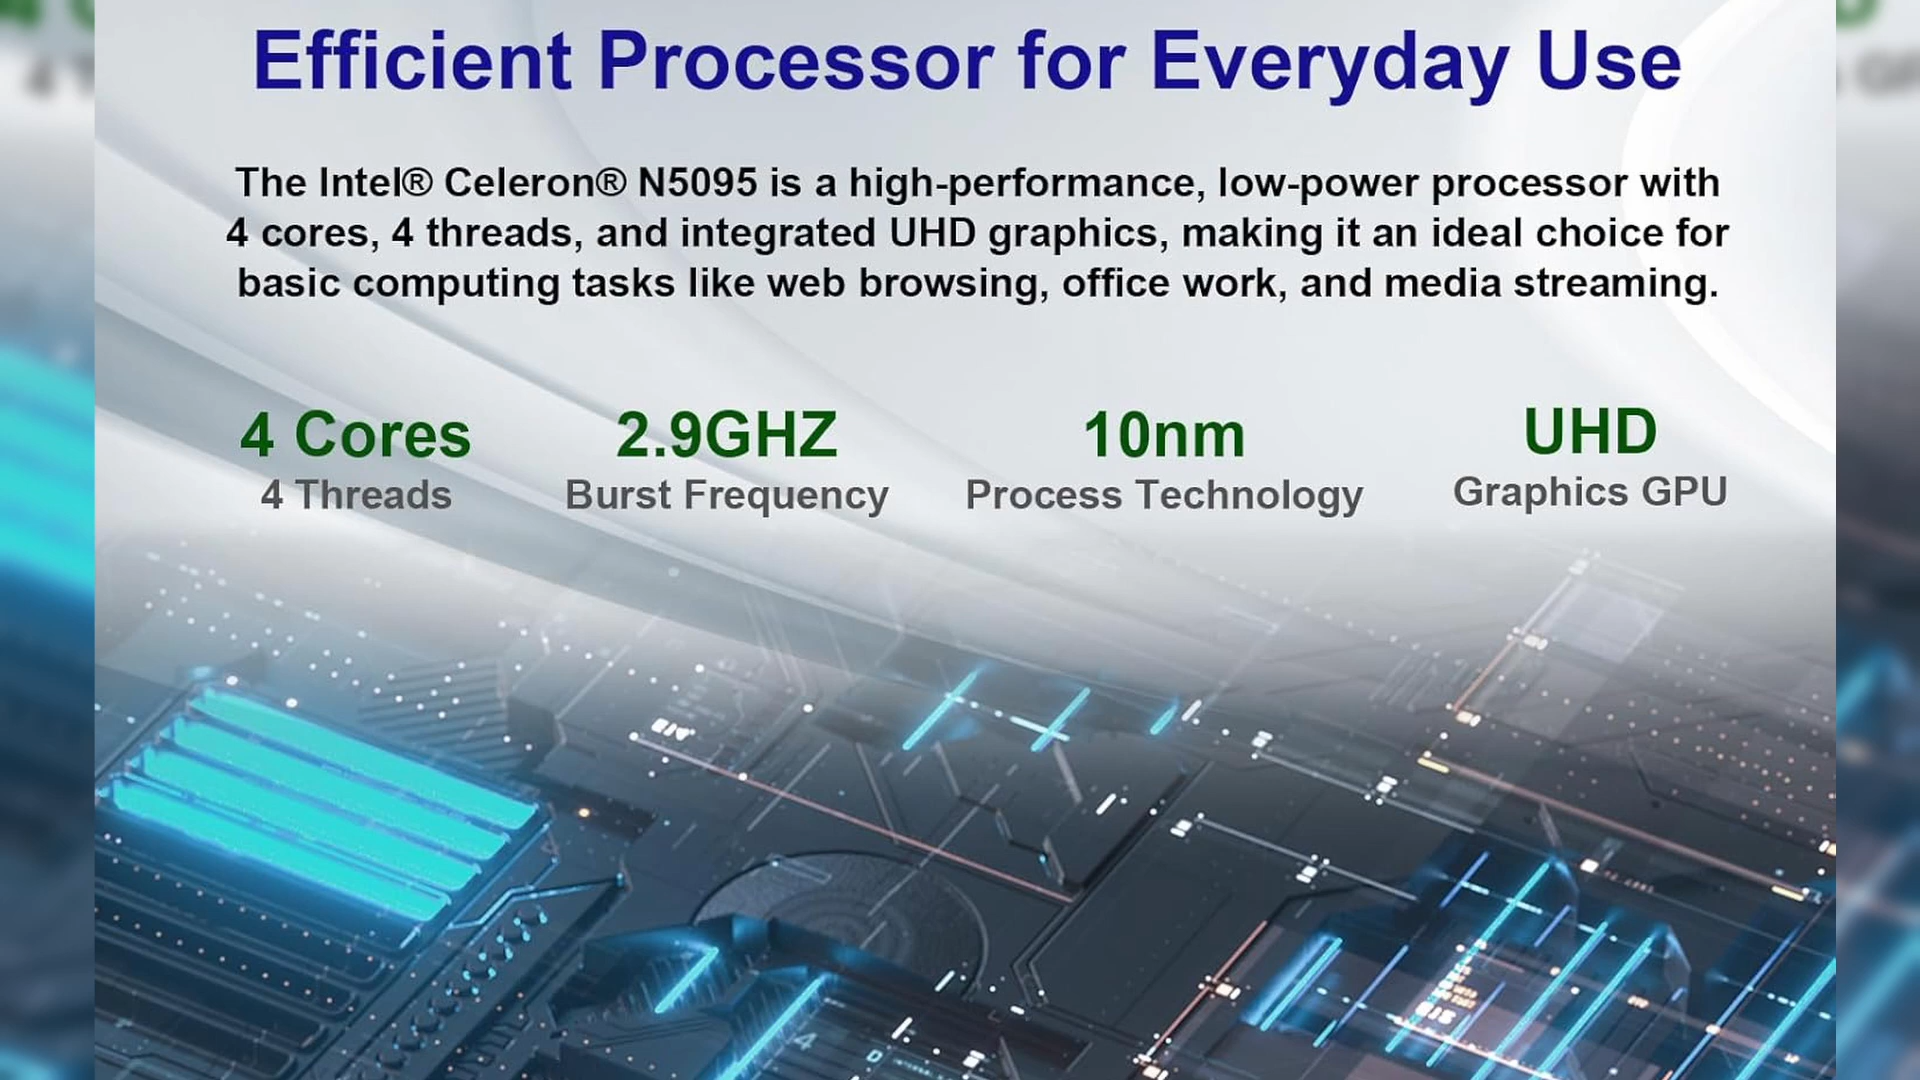 Efficient Processor for Everyday Use
The Intel® Celeron® N5095 is a high-performance, low-power processor with
4 cores, 4 threads, and integrated UHD graphics, making it an ideal choice for
basic computing tasks like web browsing, office work, and media streaming.
4 Cores
4 Threads
2.9GHZ
Burst Frequency
10nm
Process Technology
UHD
Graphics GPU